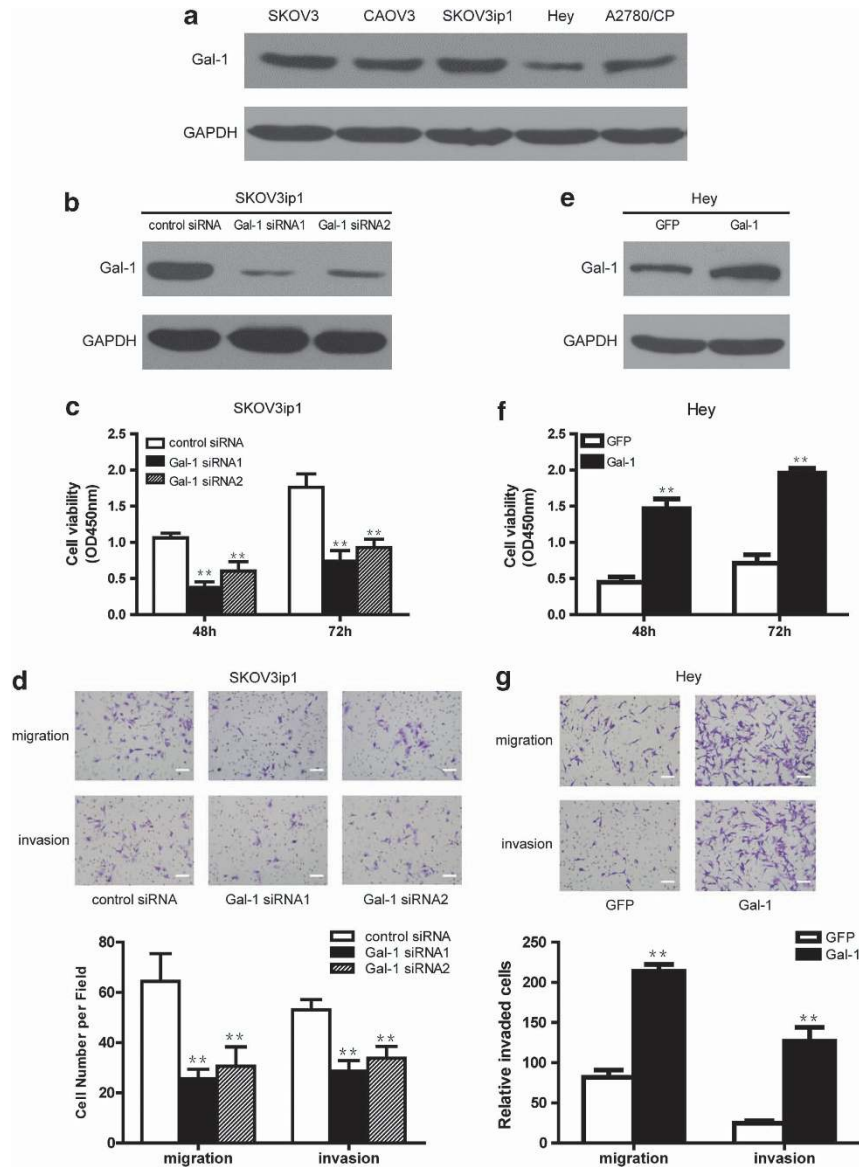 a
SKOV3 CAOV3 SKOV3ip1 Hey A2780/CP
Gal-1
GAPDH
b
SKOV3ip1
control siRNA Gal-1 siRNA1 Gal-1 siRNA2
Gal-1
GAPDH
e
Hey
GFP Gal-1
Gal-1
GAPDH
c
SKOV3ip1
control siRNA
Gal-1 siRNA1
Gal-1 siRNA2
Cell viability
(OD450nm)
2.5
2.0
1.5
1.0
0.5
0.0
** ** ** **
48h 72h
f
Hey
GFP
Gal-1
Cell viability
(OD450nm)
2.5
2.0
1.5
1.0
0.5
0.0
** **
48h 72h
d
SKOV3ip1
migration
invasion
control siRNA Gal-1 siRNA1 Gal-1 siRNA2
control siRNA
Gal-1 siRNA1
Gal-1 siRNA2
Cell Number per Field
80
60
40
20
0
** ** ** **
migration invasion
g
Hey
migration
invasion
GFP Gal-1
GFP
Gal-1
Relative invaded cells
250
200
150
100
50
0
** **
migration invasion